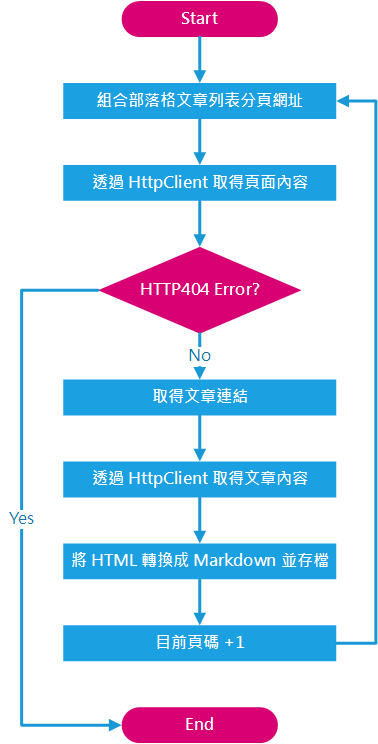 Start
組合部落格文章列表分頁網址
透過 HttpClient 取得頁面內容
HTTP404 Error?
No
取得文章連結
透過 HttpClient 取得文章內容
Yes
將 HTML 轉換成 Markdown 並存檔
目前頁碼 +1
End